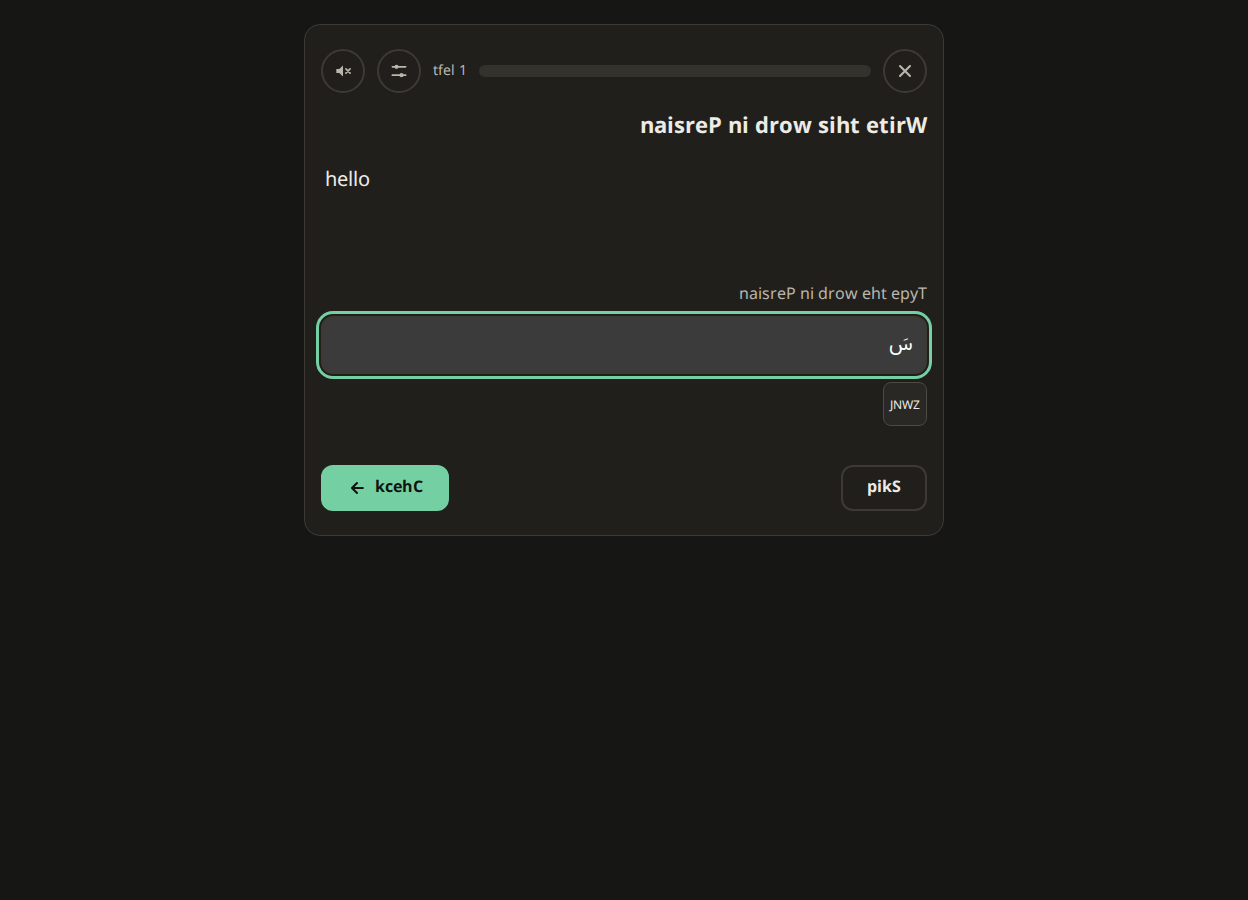 tfel 1
naisreP ni drow siht etirW
hello
naisreP ni drow eht epyT
سَ
JNWZ
kcehC
pikS